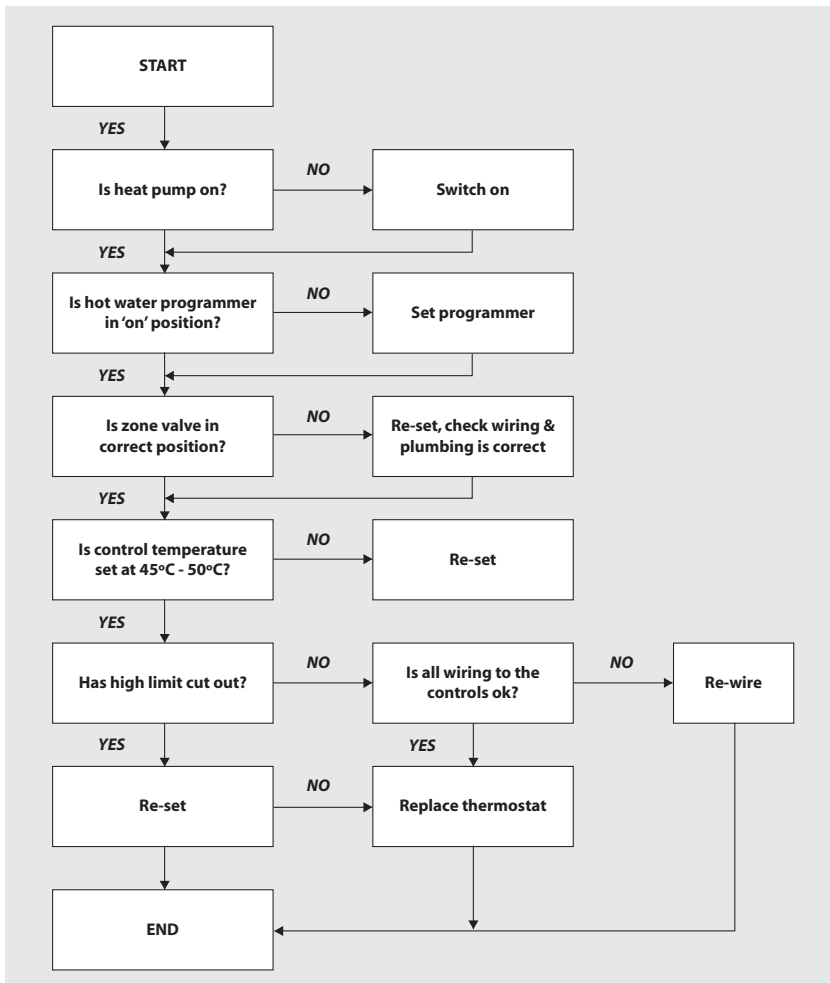 START
YES
Is heat pump on?
NO
Switch on
YES
Is hot water programmer
in ‘on’ position?
NO
Set programmer
YES
Is zone valve in
correct position?
NO
Re-set, check wiring &
plumbing is correct
YES
Is control temperature
set at 45ºC - 50ºC?
NO
Re-set
YES
Has high limit cut out?
NO
Is all wiring to the
controls ok?
NO
Re-wire
YES
YES
Re-set
NO
Replace thermostat
END